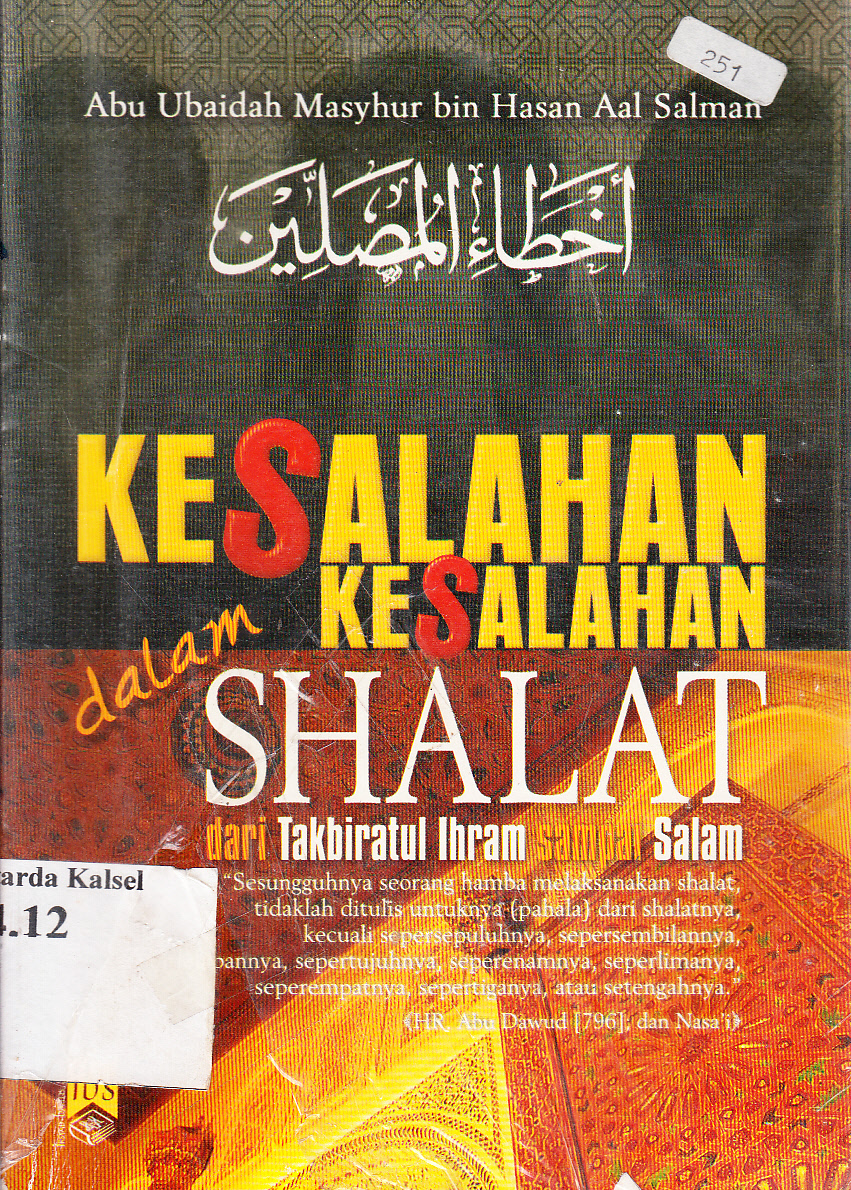 251
Abu Ubaidah Masyhur bin Hasan Aal Salman
أَخْطَاءِ الْمُصَلِّيْنَ
KESALAHAN
KESALAHAN
dalam
SHALAT
dari Takbiratul Ihram sampai Salam
arda Kalsel
4.12
“Sesungguhnya seorang hamba melaksanakan shalat,
tidaklah ditulis untuknya (pahala) dari shalatnya,
kecuali sepersepuluhnya, sepersembilannya,
pannya, sepertujuhnya, seperenamnya, seperlimanya,
seperempatnya, sepertiganya, atau setengahnya.”
(HR. Abu Dawud [796], dan Nasa'i)